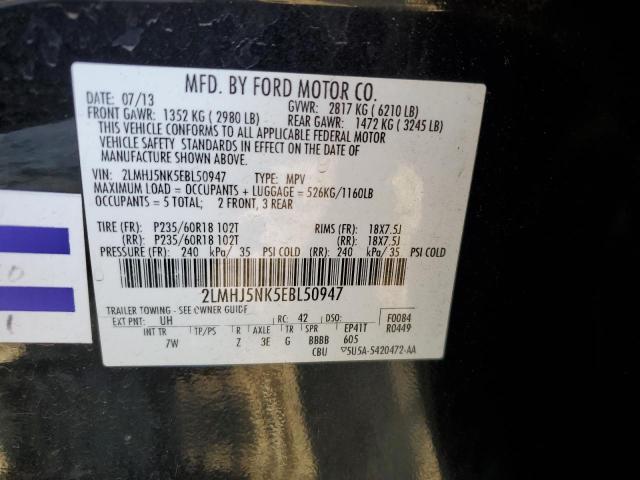 MFD. BY FORD MOTOR CO.
DATE: 07/13 GVWR: 2817 KG ( 6210 LB)
FRONT GAWR: 1352 KG ( 2980 LB) REAR GAWR: 1472 KG ( 3245 LB)
THIS VEHICLE CONFORMS TO ALL APPLICABLE FEDERAL MOTOR
VEHICLE SAFETY STANDARDS IN EFFECT ON THE DATE OF
MANUFACTURE SHOWN ABOVE.
VIN: 2LMHJ5NK5EBL50947 TYPE: MPV
MAXIMUM LOAD = OCCUPANTS + LUGGAGE = 526KG/1160LB
OCCUPANTS = 5 TOTAL; 2 FRONT, 3 REAR
TIRE (FR): P235/60R18 102T RIMS (FR): 18X7.5J
(RR): P235/60R18 102T (RR): 18X7.5J
PRESSURE (FR): 240 kPa/ 35 PSI COLD (RR): 240 kPa/ 35 PSI COLD
2LMHJ5NK5EBL50947
TRAILER TOWING - SEE OWNER GUIDE
EXT PNT: UH RC: 42 DSO: F0084
INT TR TP/PS R AXLE TR SPR EP41T R0449
7W Z 3E G BBBB 605
CBU 5U5A-5420472-AA
0
1